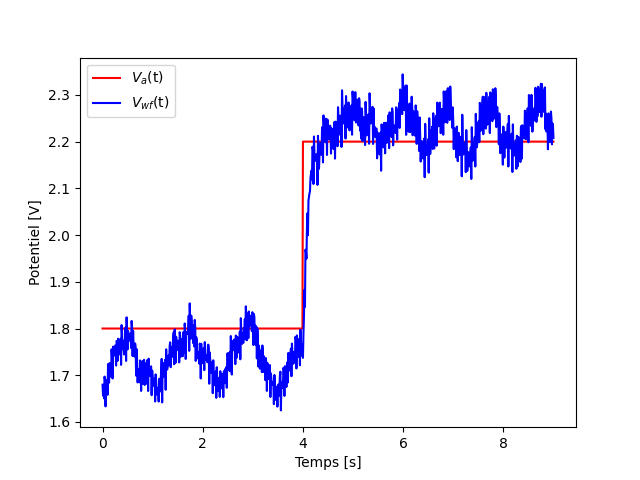 V_a(t)
V_wf(t)
2.3
2.2
2.1
2.0
1.9
1.8
1.7
1.6
Potentiel [V]
0 2 4 6 8
Temps [s]